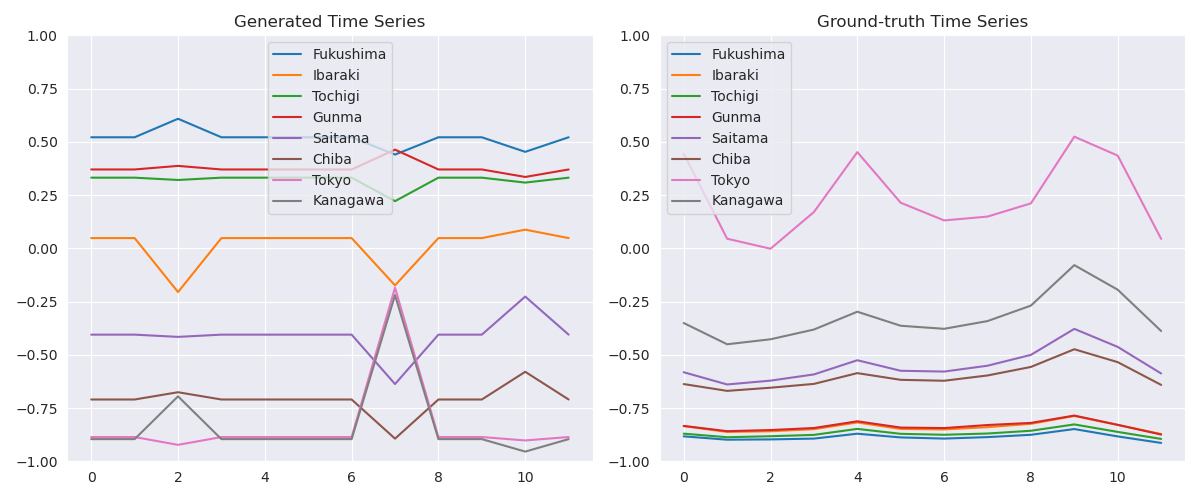 Generated Time Series
1.00
0.75
0.50
0.25
0.00
−0.25
−0.50
−0.75
−1.00
0 2 4 6 8 10
Fukushima
Ibaraki
Tochigi
Gunma
Saitama
Chiba
Tokyo
Kanagawa
Ground-truth Time Series
1.00
0.75
0.50
0.25
0.00
−0.25
−0.50
−0.75
−1.00
0 2 4 6 8 10
Fukushima
Ibaraki
Tochigi
Gunma
Saitama
Chiba
Tokyo
Kanagawa